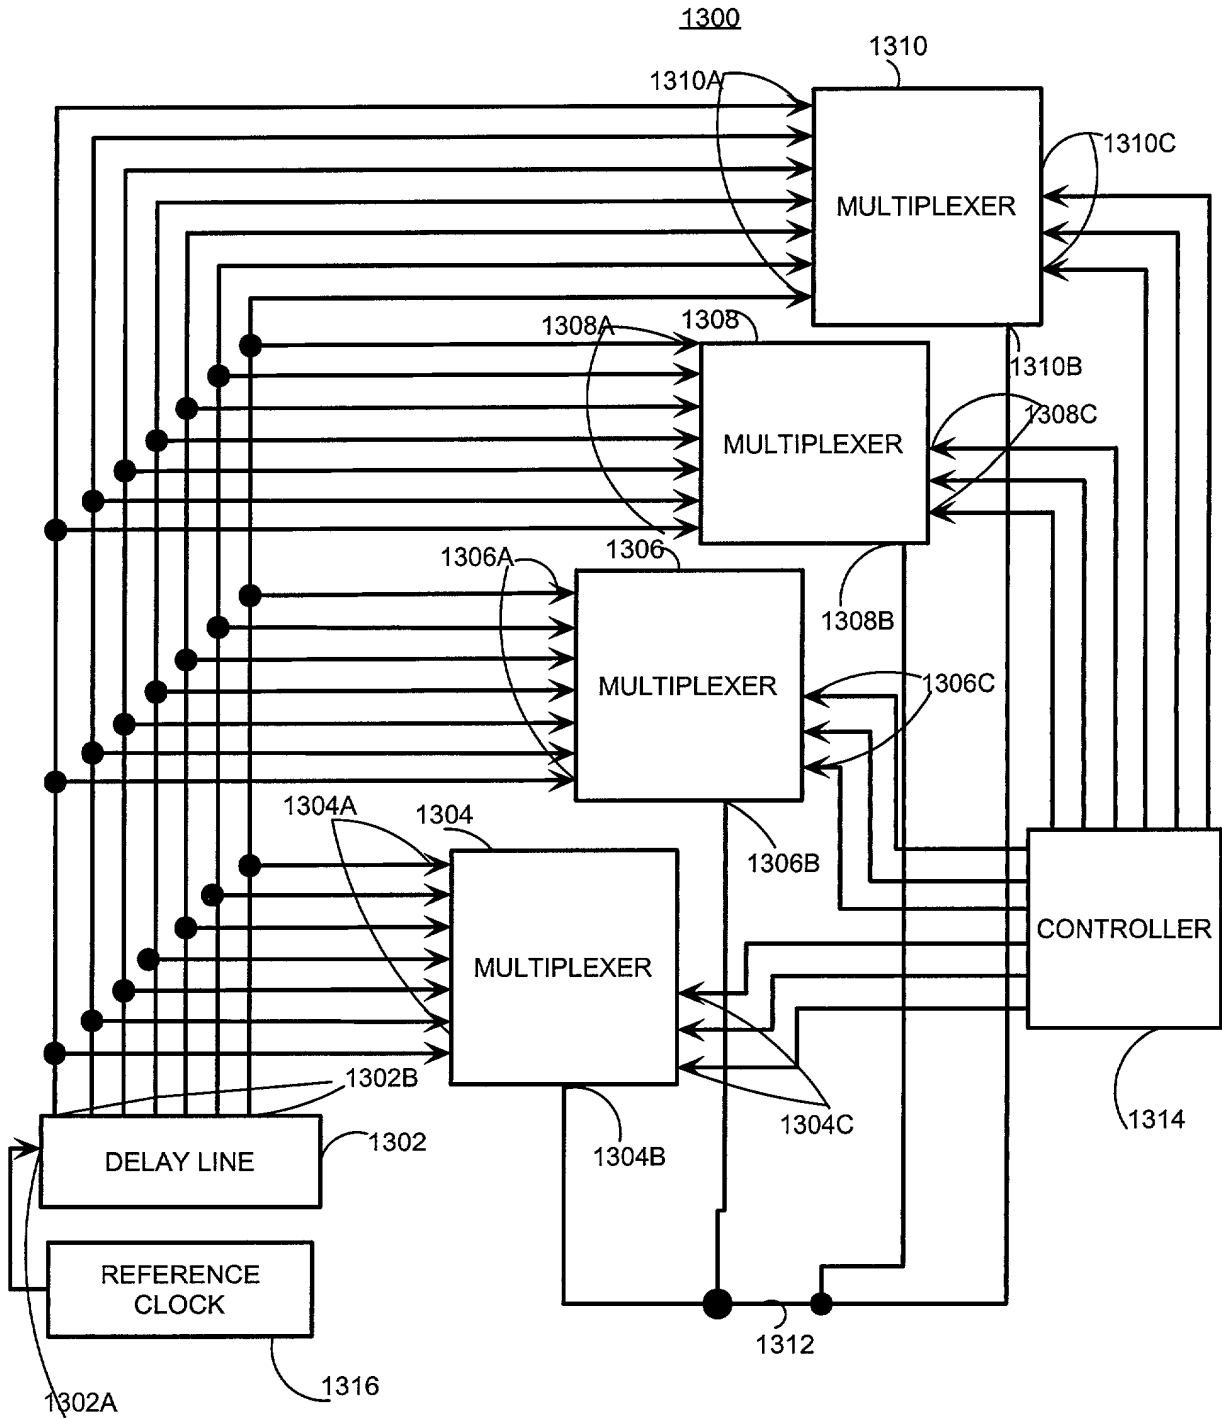 1300
1310
1310A
1310C
MULTIPLEXER
1308A
1308
1310B
1308C
MULTIPLEXER
1306A
1306
1308B
MULTIPLEXER
1306C
1304A
1304
1306B
CONTROLLER
MULTIPLEXER
1302B
1304C
1314
1302
1304B
DELAY LINE
REFERENCE
CLOCK
1312
1316
1302A